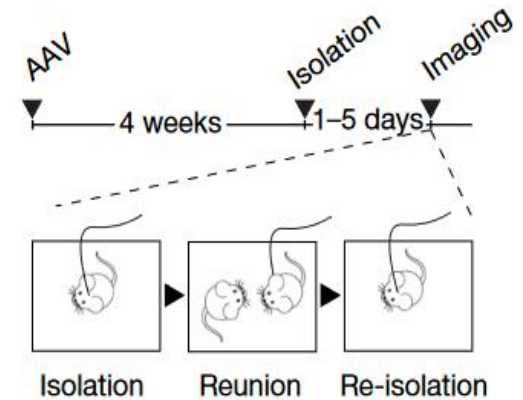 AAV
Isolation
Imaging
4 weeks
1–5 days
Isolation
Reunion
Re-isolation